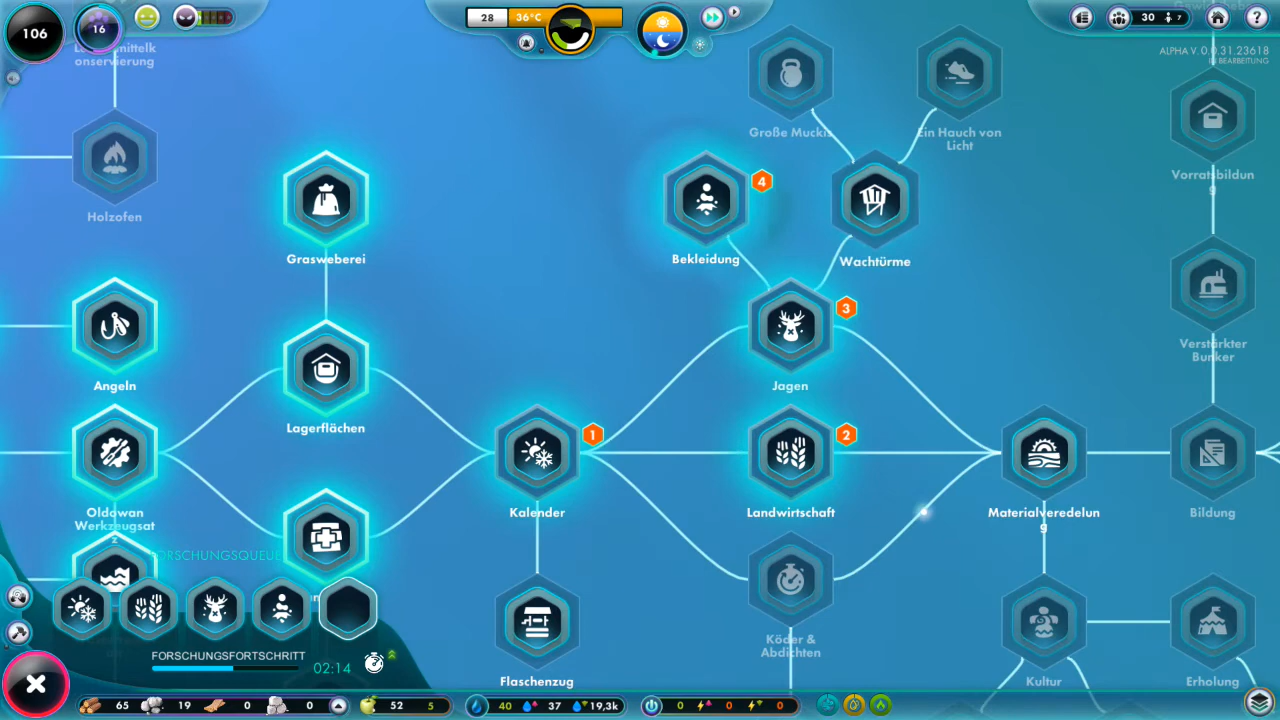 106
16
28
36°C
30
7
ALPHA V. 0.0.31.23618
IN BEARBEITUNG
onservierung
Große Muckis
Ein Hauch von
Licht
Vorratsbildun
g
Holzofen
4
Grasweberei
Bekleidung
Wachtürme
3
Verstärkter
Bunker
Angeln
Jagen
Lagerflächen
1
2
Oldowan
Werkzeugsat
z
Kalender
Landwirtschaft
Materialveredelun
g
Bildung
FORSCHUNGSQUEUE
Köder &
Abdichten
FORSCHUNGSFORTSCHRITT
02:14
Flaschenzug
Kultur
Erholung
65
19
0
0
52
5
40
37
19,3k
0
0
0